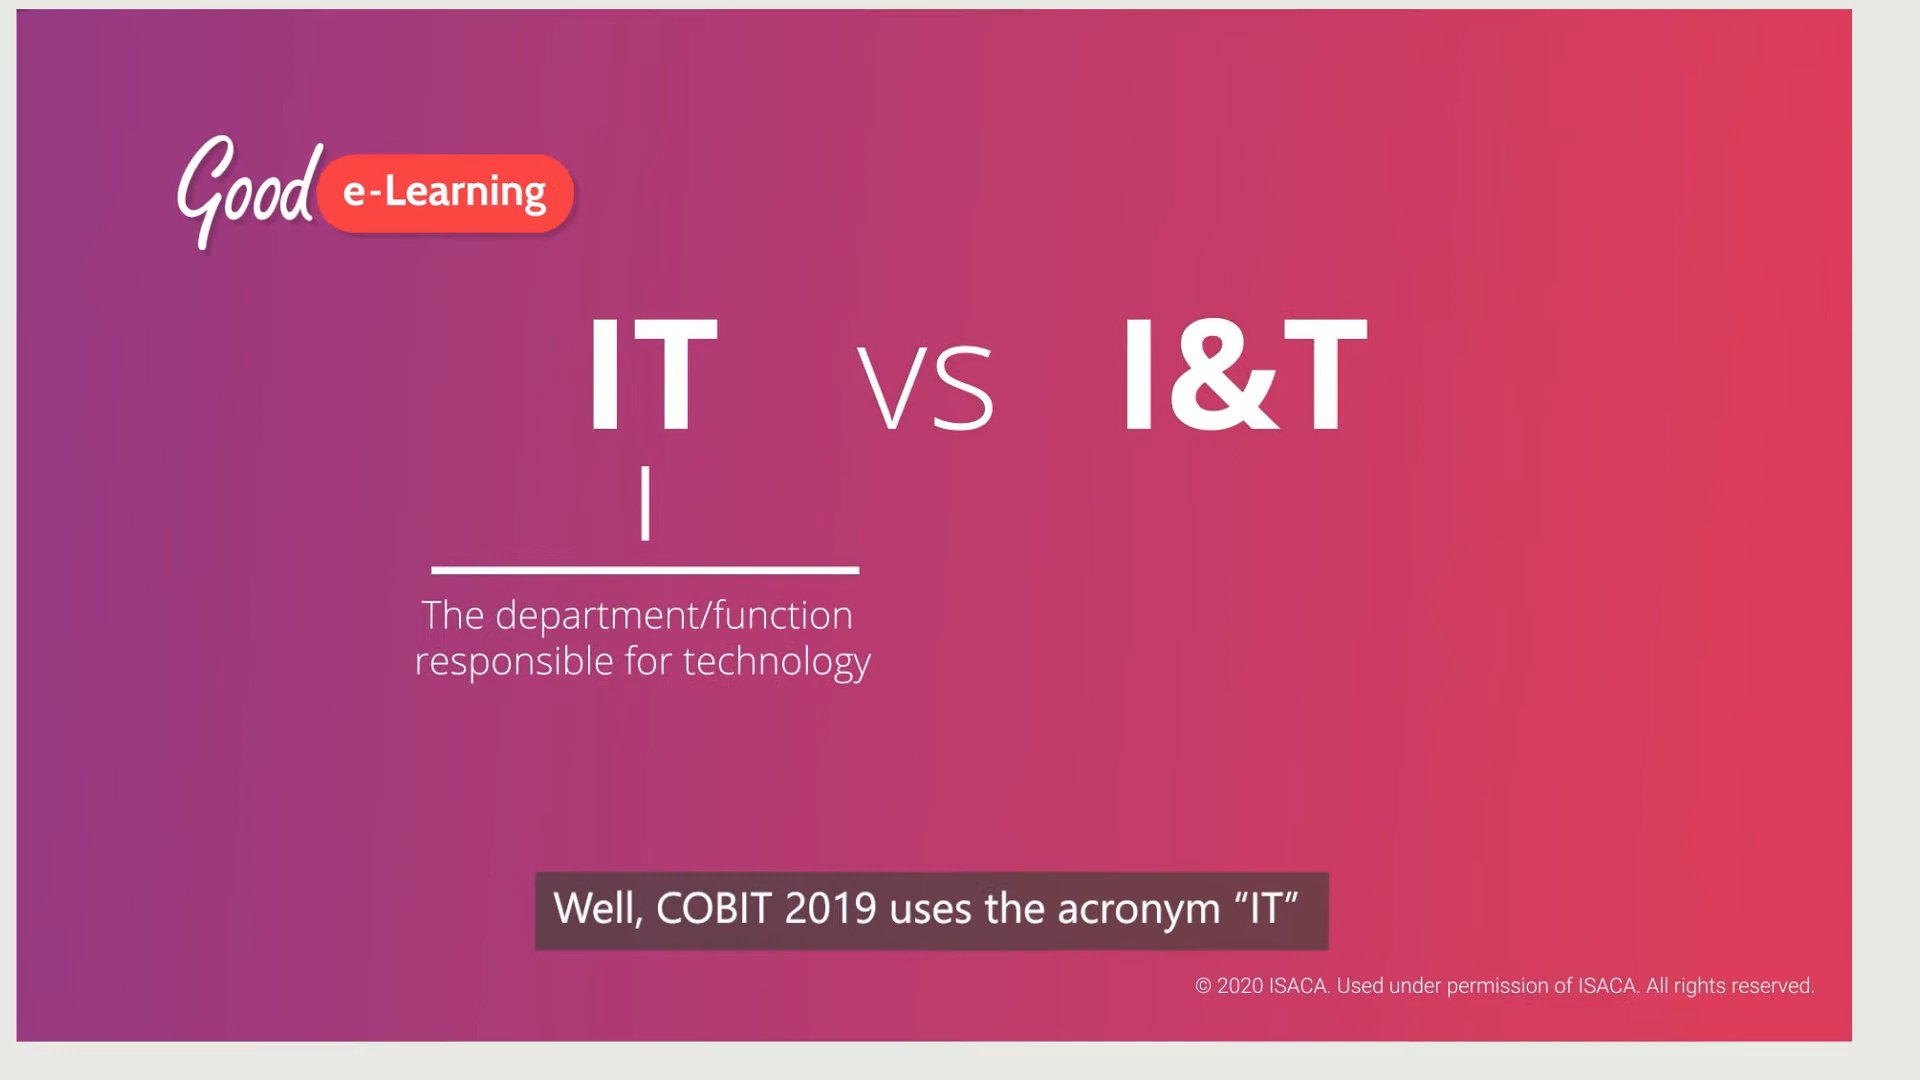 Good e-Learning
IT vs I&T
The department/function
responsible for technology
Well, COBIT 2019 uses the acronym “IT”
© 2020 ISACA. Used under permission of ISACA. All rights reserved.